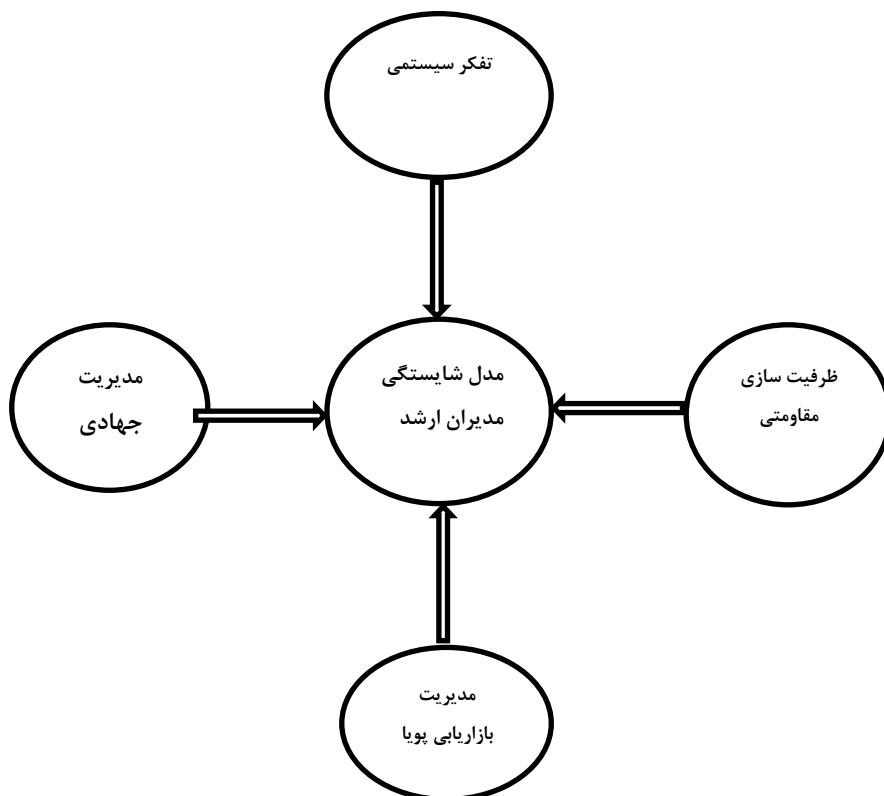 تفکر سیستمی
مدل شایستگی
مدیران ارشد
ظرفیت سازی
مقاومتی
مدیریت
جهادی
مدیریت
بازاریابی پویا